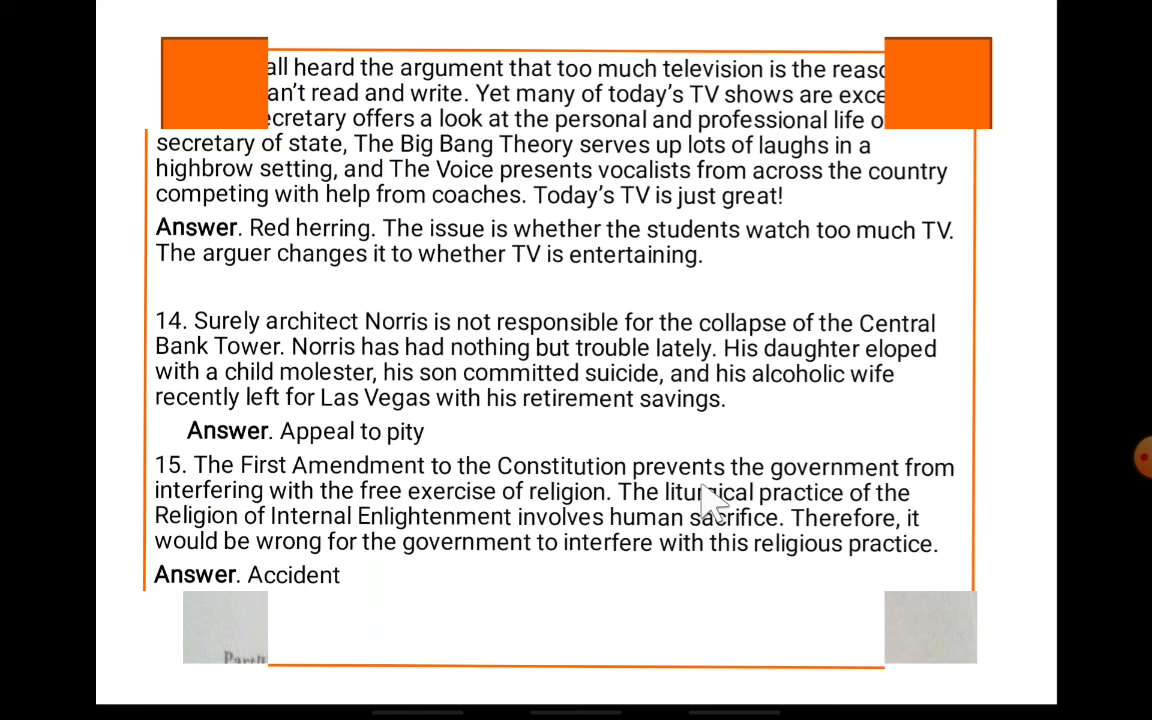 all heard the argument that too much television is the
an't read and write. Yet many of today's TV shows are
offers a look at the personal and professional life
secretary of state, The Big Bang Theory serves up lots of laughs in a
highbrow setting, and The Voice presents vocalists from across the country
competing with help from coaches. Today's TV is just great!
Answer. Red herring. The issue is whether the students watch too much TV.
The arguer changes it to whether TV is entertaining.
14. Surely architect Norris is not responsible for the collapse of the Central
Bank Tower. Norris has had nothing but trouble lately. His daughter eloped
with a child molester, his son committed suicide, and his alcoholic wife
recently left for Las Vegas with his retirement savings.
Answer. Appeal to pity
15. The First Amendment to the Constitution prevents the government from
interfering with the free exercise of religion. The liturgical practice of the
Religion of Internal Enlightenment involves human sacrifice. Therefore, it
would be wrong for the government to interfere with this religious practice.
Answer. Accident